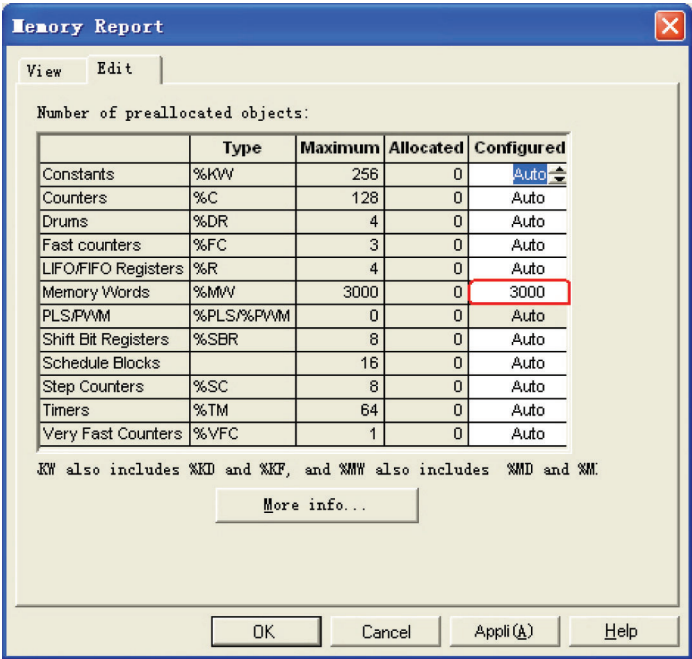 Memory Report
View Edit
Number of preallocated objects:
Type Maximum Allocated Configured
Constants %KW 256 0 Auto
Counters %C 128 0 Auto
Drums %DR 4 0 Auto
Fast counters %FC 3 0 Auto
LIFO/FIFO Registers %R 4 0 Auto
Memory Words %MW 3000 0 3000
PLS/PWM %PLS/%PWM 0 0 Auto
Shift Bit Registers %SBR 8 0 Auto
Schedule Blocks 16 0 Auto
Step Counters %SC 8 0 Auto
Timers %TM 64 0 Auto
Very Fast Counters %VFC 1 0 Auto
KW also includes %KD and %KF, and %MW also includes %MD and %M
More info...
OK Cancel Appli(A) Help